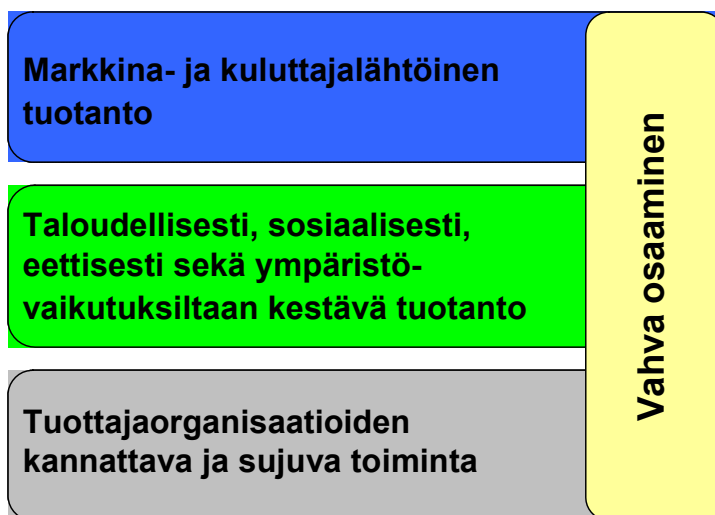 Markkina- ja kuluttajalähtöinen
tuotanto
Taloudellisesti, sosiaalisesti,
eettisesti sekä ympäristö-
vaikutuksiltaan kestävä tuotanto
Tuottajaorganisaatioiden
kannattava ja sujuva toiminta
Vahva osaaminen